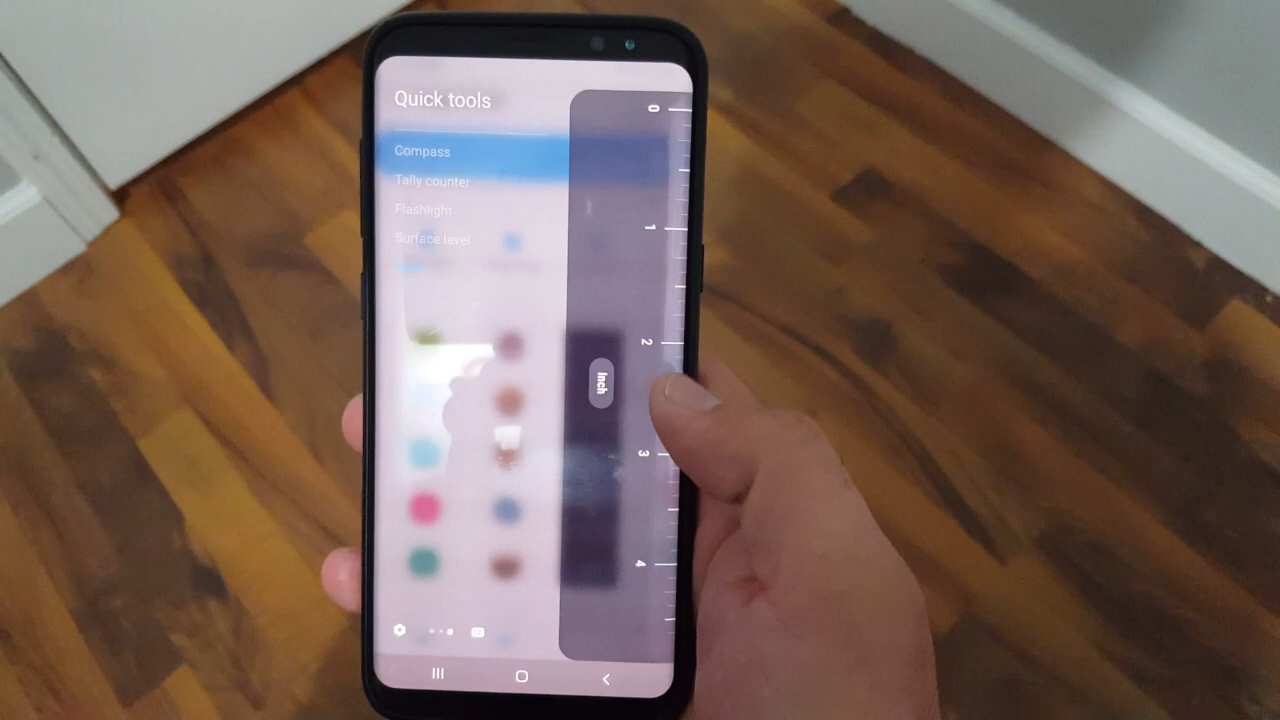 Quick tools
Compass
Tally counter
Flashlight
Surface level
0
1
2
Inch
3
4